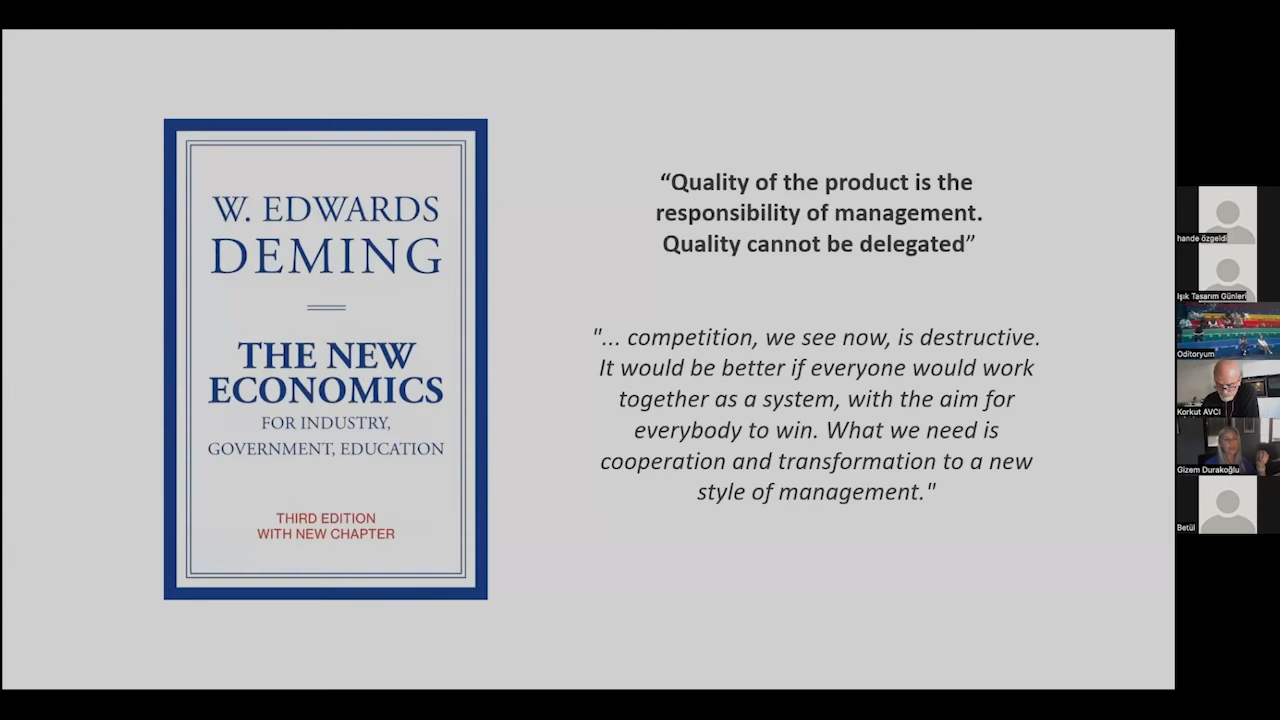 W. EDWARDS
DEMING
THE NEW
ECONOMICS
FOR INDUSTRY,
GOVERNMENT, EDUCATION
THIRD EDITION
WITH NEW CHAPTER
“Quality of the product is the
responsibility of management.
Quality cannot be delegated”
"... competition, we see now, is destructive.
It would be better if everyone would work
together as a system, with the aim for
everybody to win. What we need is
cooperation and transformation to a new
style of management."
hande özgeldi
Işık Tasarım Günleri
Oditoryum
Korkut AVCI
Gizem Durakoğlu
Betül